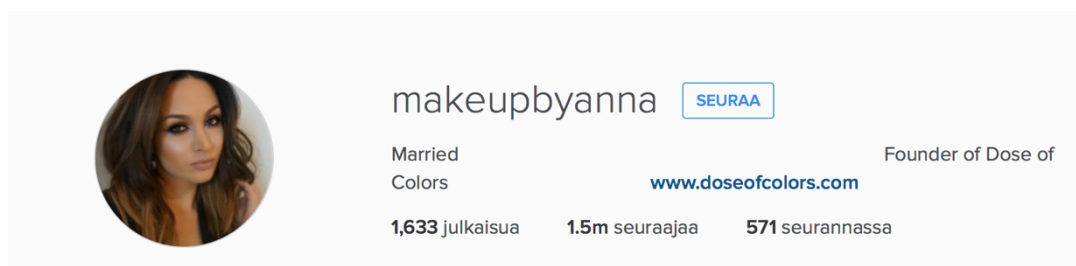 makeupbyanna SEURAA
Married Founder of Dose of
Colors www.doseofcolors.com
1,633 julkaisua 1.5m seuraajaa 571 seurannassa